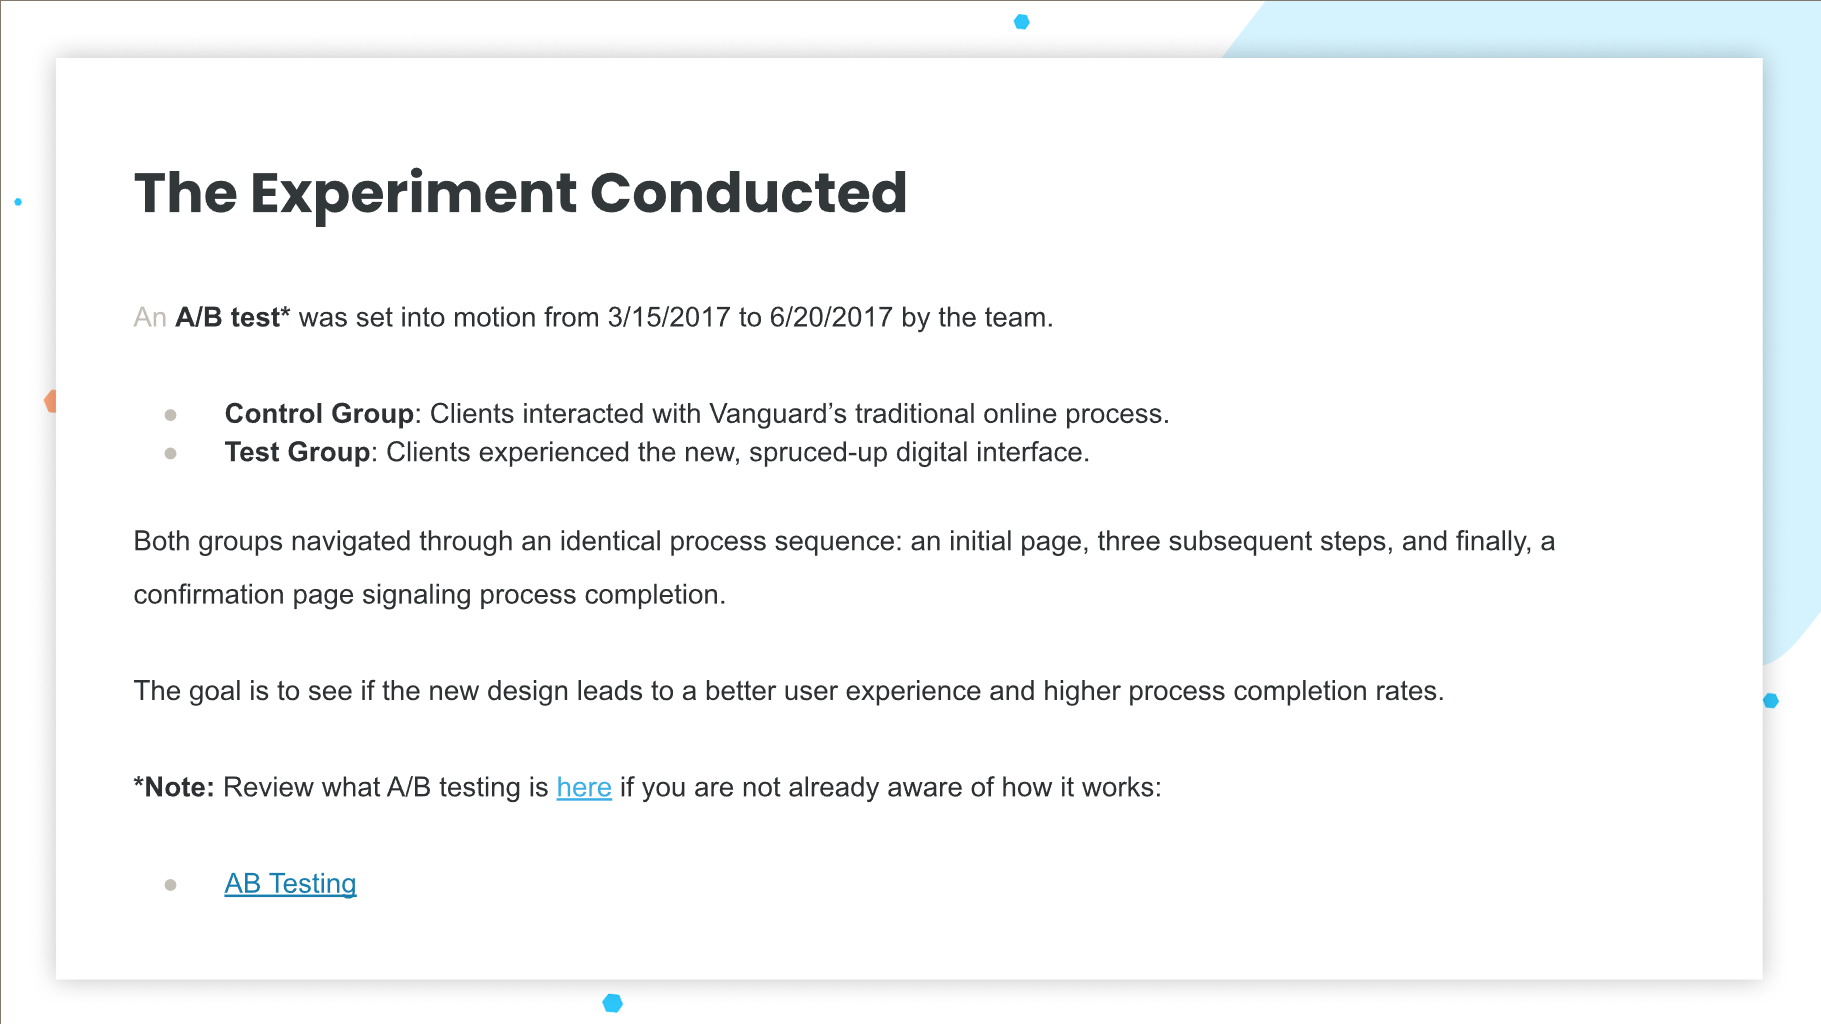 The Experiment Conducted
An A/B test* was set into motion from 3/15/2017 to 6/20/2017 by the team.
● Control Group: Clients interacted with Vanguard’s traditional online process.
● Test Group: Clients experienced the new, spruced-up digital interface.
Both groups navigated through an identical process sequence: an initial page, three subsequent steps, and finally, a
confirmation page signaling process completion.
The goal is to see if the new design leads to a better user experience and higher process completion rates.
*Note: Review what A/B testing is here if you are not already aware of how it works:
● AB Testing